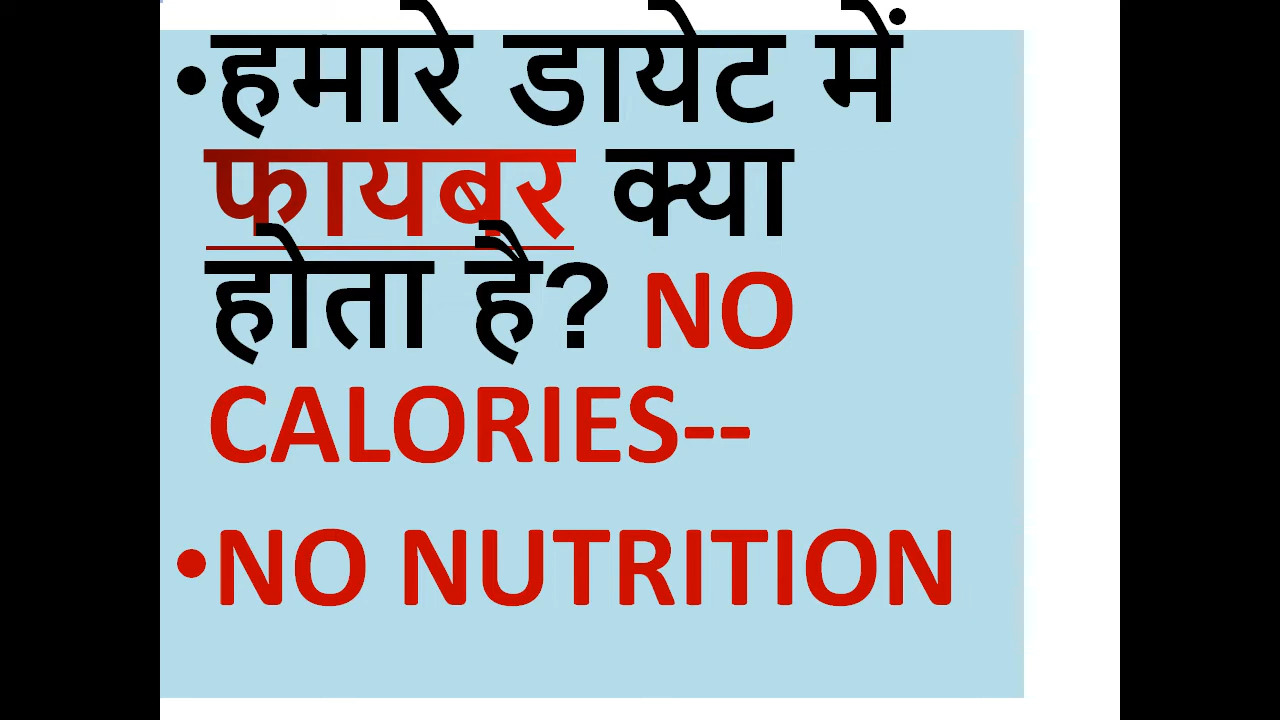 •हमारे डायेट में
फायबर क्या
होता है? NO
CALORIES--
•NO NUTRITION